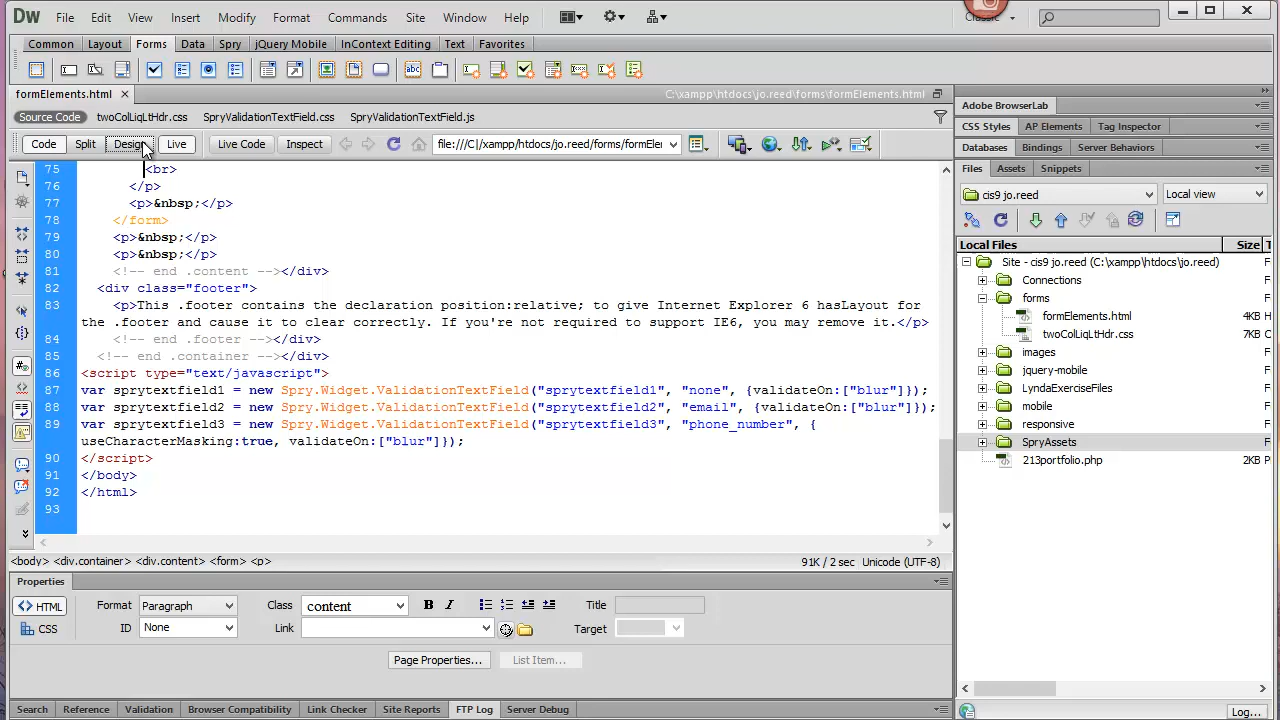 Dw File Edit View Insert Modify Format Commands Site Window Help Classic
Common Layout Forms Data Spry jQuery Mobile InContext Editing Text Favorites
abc
formElements.html × C:\xampp\htdocs\jo.reed\forms\formElements.html
Source Code twoColLiqLtHdr.css SpryValidationTextField.css SpryValidationTextField.js
Code Split Design Live Live Code Inspect file:///C|/xampp/htdocs/jo.reed/forms/formElei
75 <br>
76 </p>
77 <p>&nbsp;</p>
78 </form>
79 <p>&nbsp;</p>
80 <p>&nbsp;</p>
81 <!-- end .content --></div>
82 <div class="footer">
83 <p>This .footer contains the declaration position:relative; to give Internet Explorer 6 hasLayout for
the .footer and cause it to clear correctly. If you're not required to support IE6, you may remove it.</p>
84 <!-- end .footer --></div>
85 <!-- end .container --></div>
86 <script type="text/javascript">
87 var sprytextfield1 = new Spry.Widget.ValidationTextField("sprytextfield1", "none", {validateOn:["blur"]});
88 var sprytextfield2 = new Spry.Widget.ValidationTextField("sprytextfield2", "email", {validateOn:["blur"]});
89 var sprytextfield3 = new Spry.Widget.ValidationTextField("sprytextfield3", "phone_number", {
useCharacterMasking:true, validateOn:["blur"]});
90 </script>
91 </body>
92 </html>
93
<body> <div.container> <div.content> <form> <p> 91K / 2 sec Unicode (UTF-8)
Properties
<> HTML Format Paragraph Class content B I Title
CSS ID None Link Target
Page Properties... List Item...
Search Reference Validation Browser Compatibility Link Checker Site Reports FTP Log Server Debug
Adobe BrowserLab
CSS Styles AP Elements Tag Inspector
Databases Bindings Server Behaviors
Files Assets Snippets
cis9 jo.reed Local view
Local Files Size
Site - cis9 jo.reed (C:\xampp\htdocs\jo.reed) F
Connections F
forms F
formElements.html 4KB H
twoColLiqLtHdr.css 7KB C
images F
jquery-mobile F
LyndaExerciseFiles F
mobile F
responsive F
SpryAssets F
213portfolio.php 2KB P
Log...